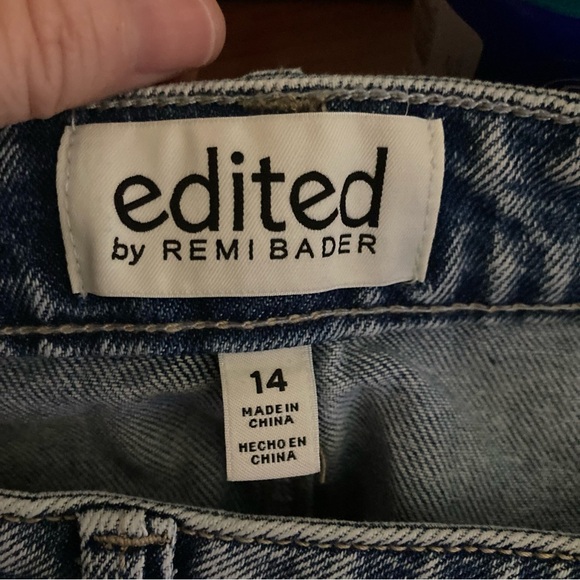 edited
by REMI BADER
14
MADE IN
CHINA
HECHO EN
CHINA